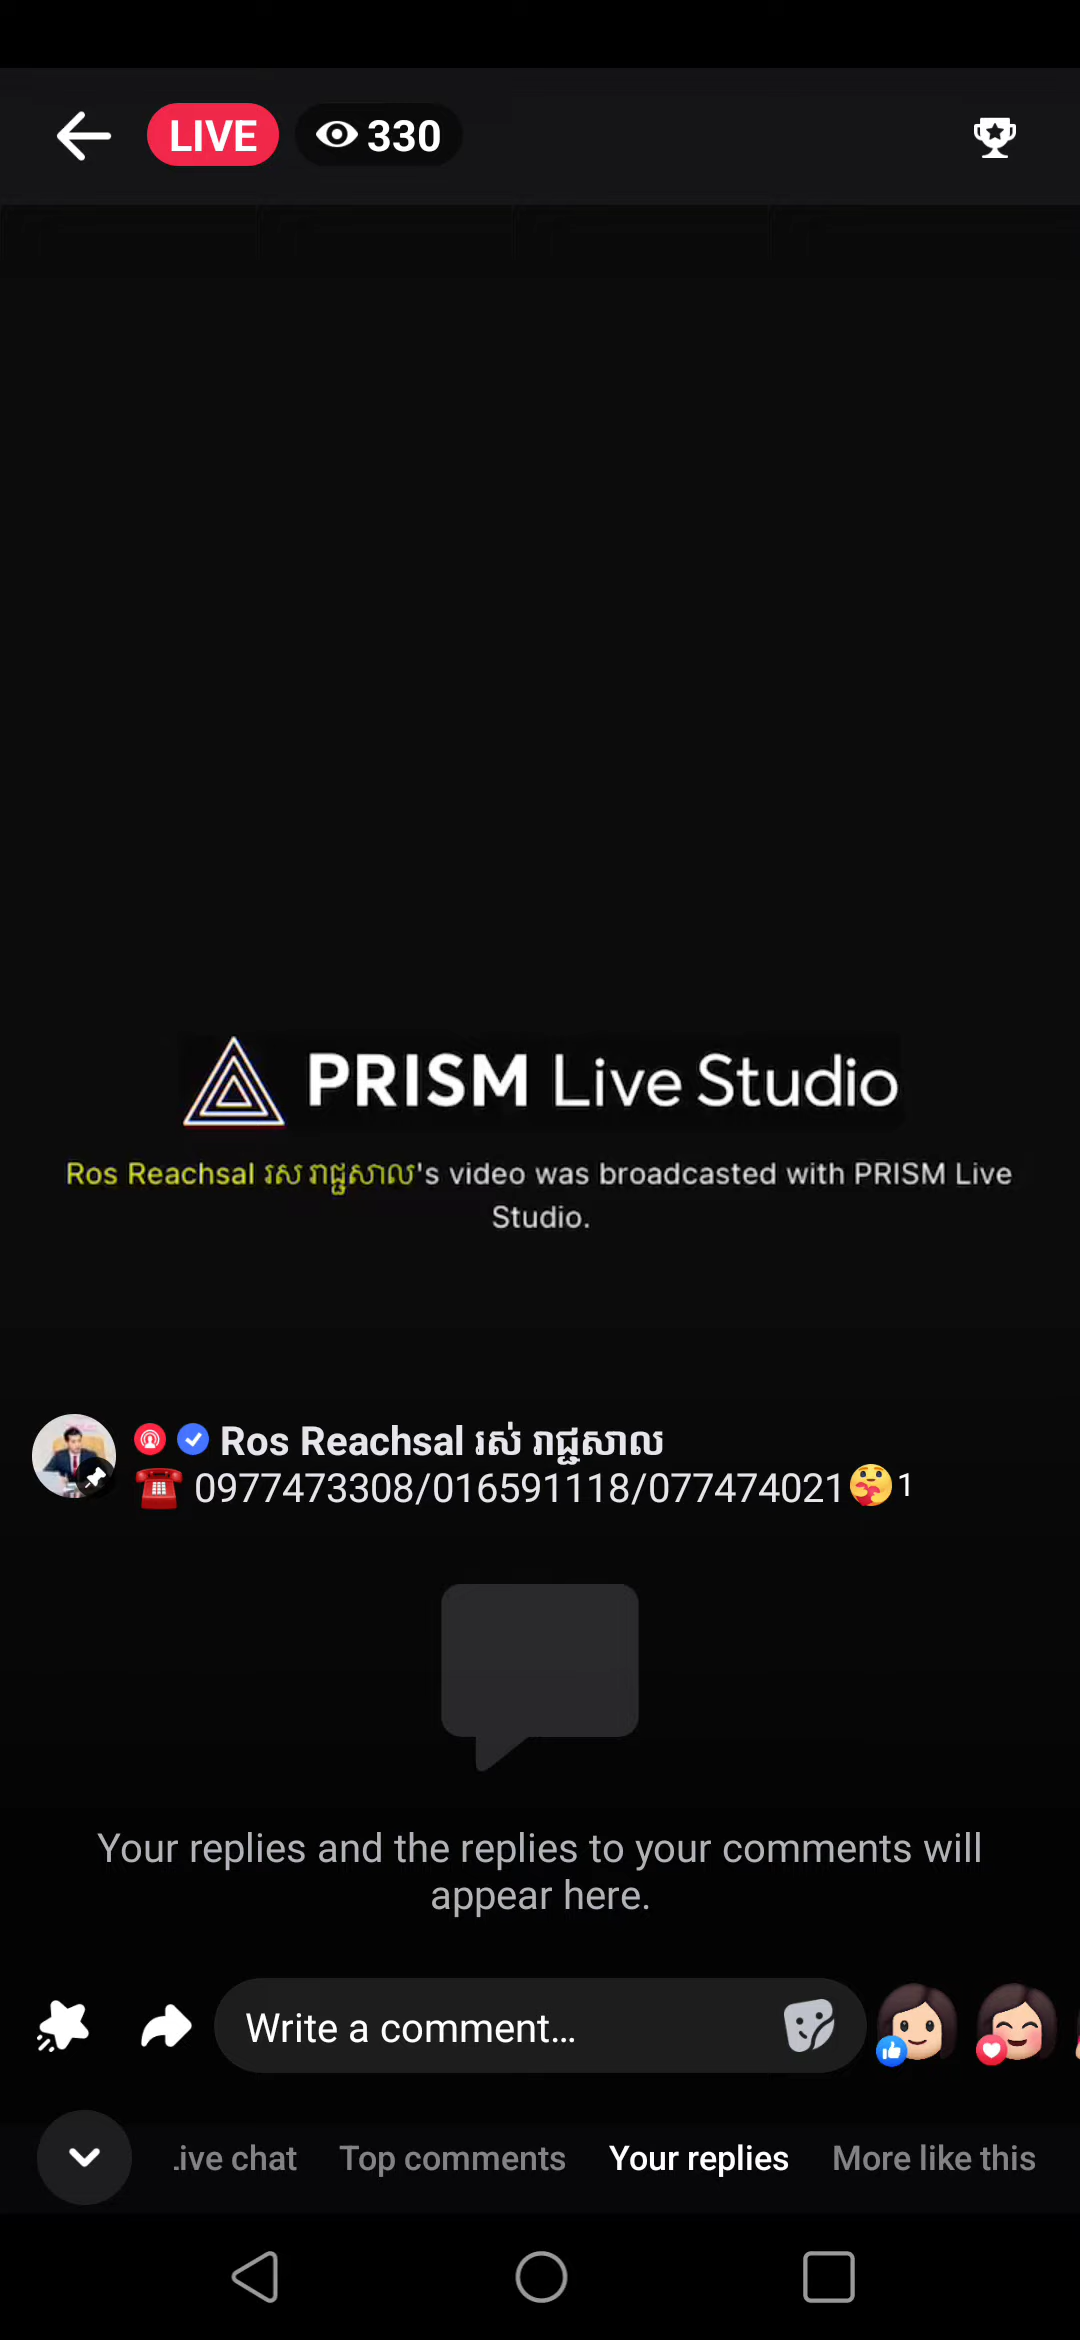 LIVE 330
PRISM Live Studio
Ros Reachsal រស់ រាជ្ជសាល's video was broadcasted with PRISM Live
Studio.
Ros Reachsal រស់ រាជ្ជសាល
☎️ 0977473308/016591118/077474021🤗 1
Your replies and the replies to your comments will
appear here.
Write a comment...
.ive chat Top comments Your replies More like this